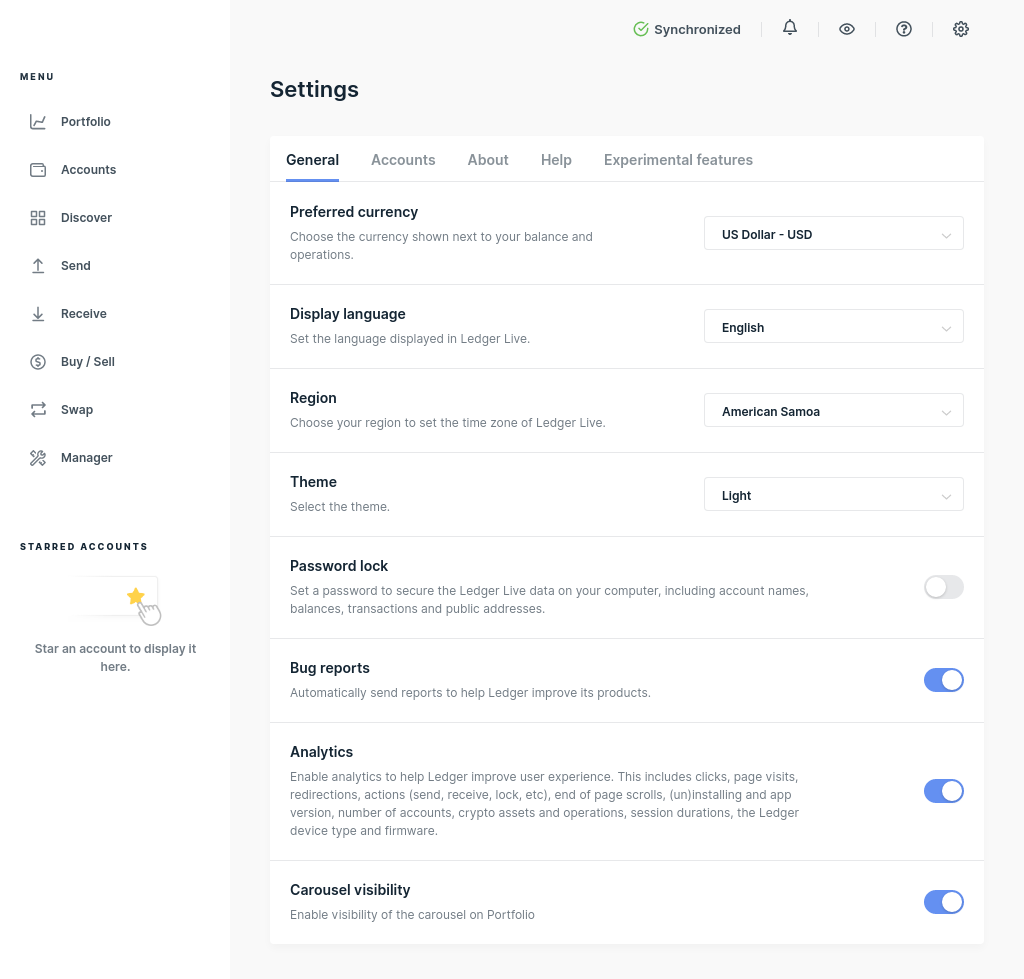 Synchronized
MENU
Portfolio
Accounts
Discover
Send
Receive
Buy / Sell
Swap
Manager
STARRED ACCOUNTS
Star an account to display it
here.
Settings
General Accounts About Help Experimental features
Preferred currency
Choose the currency shown next to your balance and
operations.
US Dollar - USD
Display language
Set the language displayed in Ledger Live.
English
Region
Choose your region to set the time zone of Ledger Live.
American Samoa
Theme
Select the theme.
Light
Password lock
Set a password to secure the Ledger Live data on your computer, including account names,
balances, transactions and public addresses.
Bug reports
Automatically send reports to help Ledger improve its products.
Analytics
Enable analytics to help Ledger improve user experience. This includes clicks, page visits,
redirections, actions (send, receive, lock, etc), end of page scrolls, (un)installing and app
version, number of accounts, crypto assets and operations, session durations, the Ledger
device type and firmware.
Carousel visibility
Enable visibility of the carousel on Portfolio